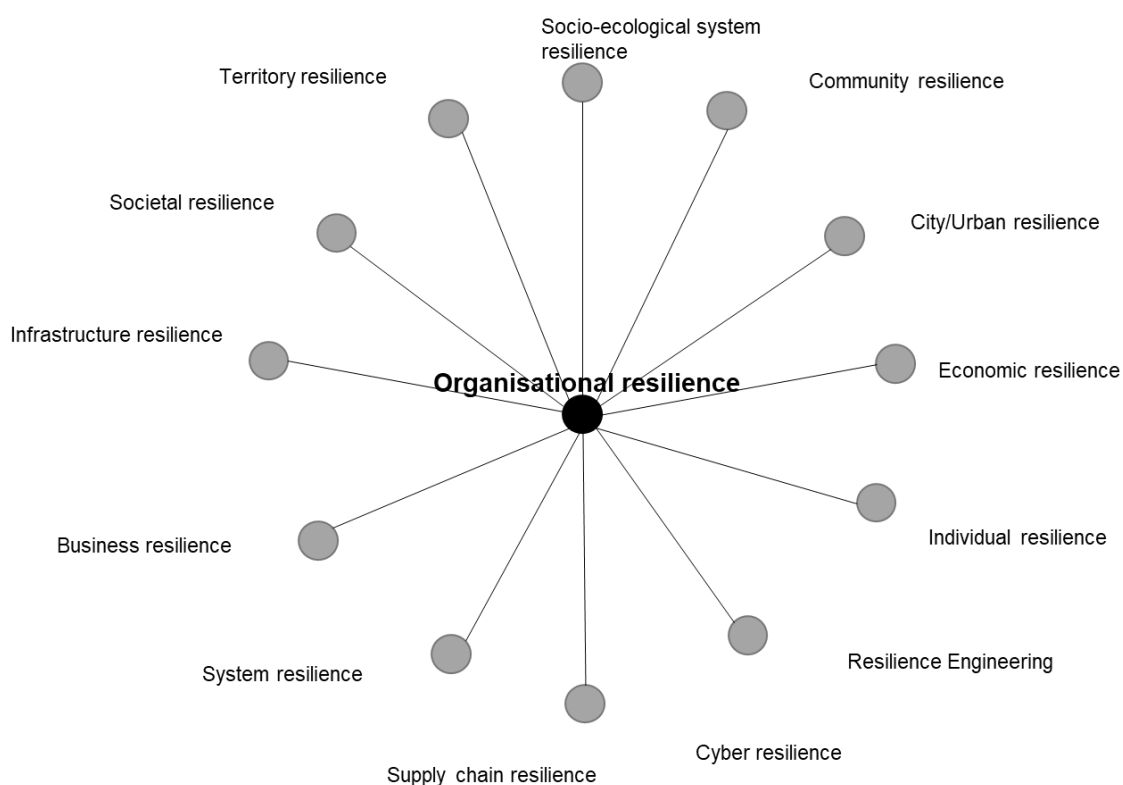 Socio-ecological system
resilience
Territory resilience
Community resilience
Societal resilience
City/Urban resilience
Infrastructure resilience
Economic resilience
Organisational resilience
Individual resilience
Business resilience
Resilience Engineering
System resilience
Cyber resilience
Supply chain resilience